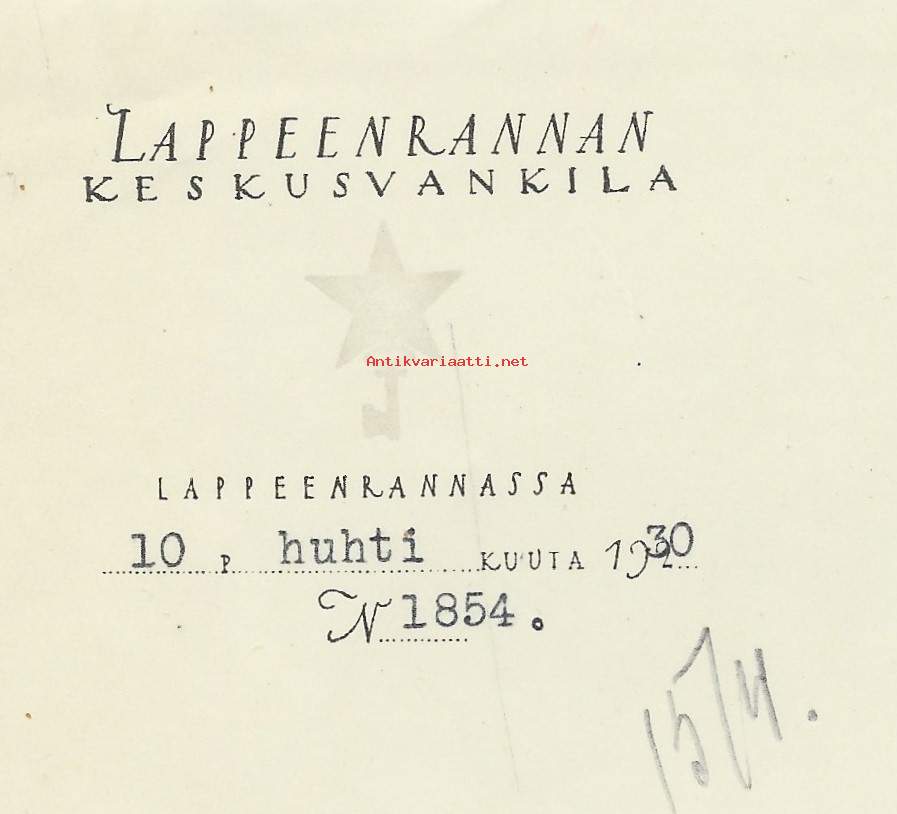 LAPPEENRANNAN
KESKUSVANKILA
Antikvariaatti.net
LAPPEENRANNASSA
10 P huhti KUUTA 1930
N 1854.
15/4.